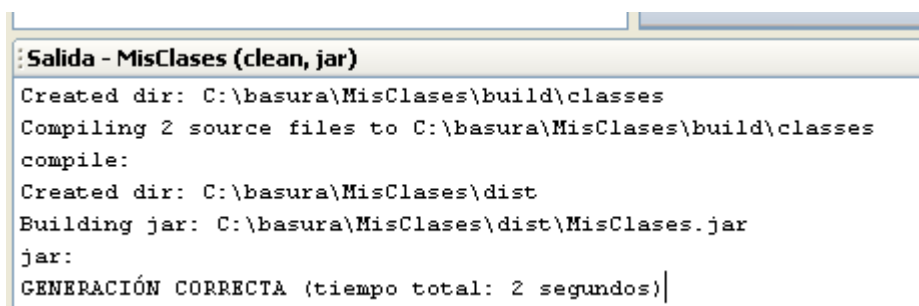 Salida - MisClases (clean, jar)
Created dir: C:\basura\MisClases\build\classes
Compiling 2 source files to C:\basura\MisClases\build\classes
compile:
Created dir: C:\basura\MisClases\dist
Building jar: C:\basura\MisClases\dist\MisClases.jar
jar:
GENERACIÓN CORRECTA (tiempo total: 2 segundos)